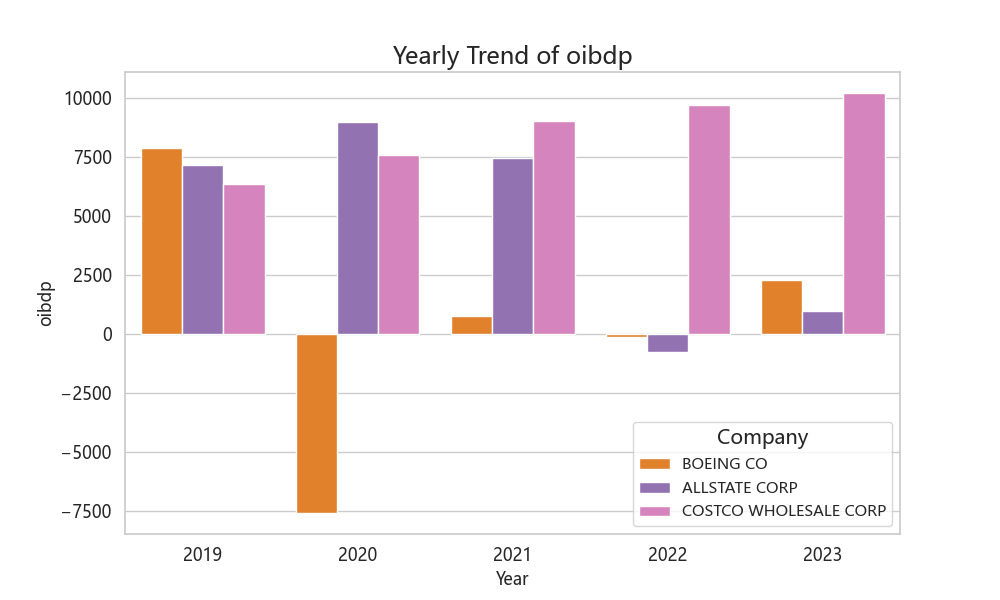 Yearly Trend of oibdp
10000
7500
5000
2500
0
−2500
−5000
−7500
oibdp
2019 2020 2021 2022 2023
Year
Company
BOEING CO
ALLSTATE CORP
COSTCO WHOLESALE CORP